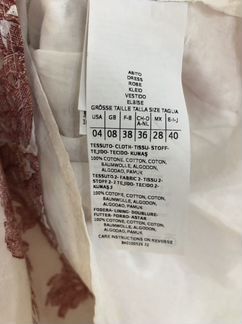 ABITO
DRESS
ROBE
KLEID
VESTIDO
ELBISE
GRÖSSE TAILLE TALLA SIZE TAGLIA
USA GB F-B CH-D A-NL MX E-I-J
04 08 38 36 28 40
TESSUTO- CLOTH- TISSU- STOFF-
TEJIDO- TECIDO- KUMAŞ
100% COTONE, COTTON, COTON,
BAUMWOLLE, ALGODON,
ALGODAO, PAMUK
TESSUTO 2- FABRIC 2- TISSU 2-
STOFF 2- 2 TEJIDO- 2 TECIDO-
KUMAŞ 2
100% COTONE, COTTON, COTON,
BAUMWOLLE, ALGODON,
ALGODAO, PAMUK
FODERA- LINING- DOUBLURE-
FUTTER- FORRO- ASTAR
100% COTONE, COTTON, COTON,
BAUMWOLLE, ALGODON,
ALGODAO, PAMUK
CARE INSTRUCTIONS ON REVERSE